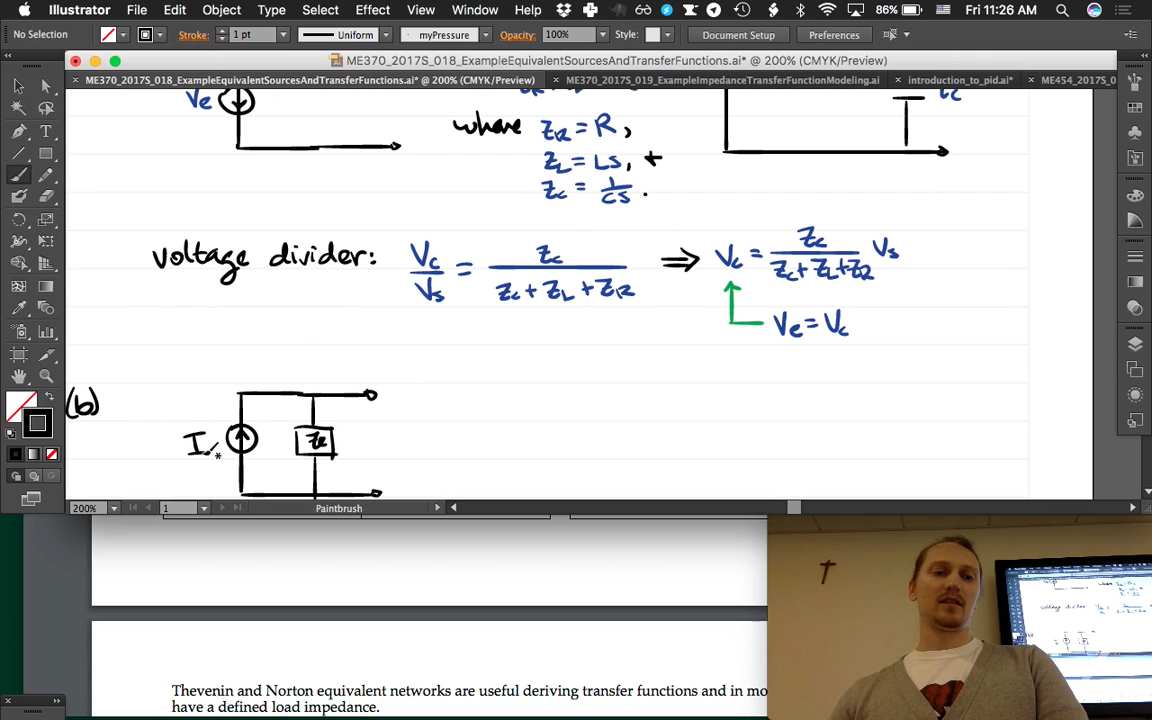 Illustrator File Edit Object Type Select Effect View Window Help 86% Fri 11:26 AM
No Selection Stroke: 1 pt Uniform myPressure Opacity: 100% Style: Document Setup Preferences
ME370_2017S_018_ExampleEquivalentSourcesAndTransferFunctions.ai* @ 200% (CMYK/Preview)
× ME370_2017S_018_ExampleEquivalentSourcesAndTransferFunctions.ai* @ 200% (CMYK/Preview) × ME370_2017S_019_ExampleImpedanceTransferFunctionModeling.ai × introduction_to_pid.ai* × ME454_2017S_0
Ve
where Z_R = R,
Z_L = LS, +
Z_C = 1/CS .
voltage divider: Vc/Vs = Zc/(Zc + ZL + ZR) ⇒ Vc = Zc/(Zc + ZL + ZR) Vs
Ve = Vc
(b)
I
ZR
200% 1 Paintbrush
Thevenin and Norton equivalent networks are useful deriving transfer functions and in mo
have a defined load impedance.